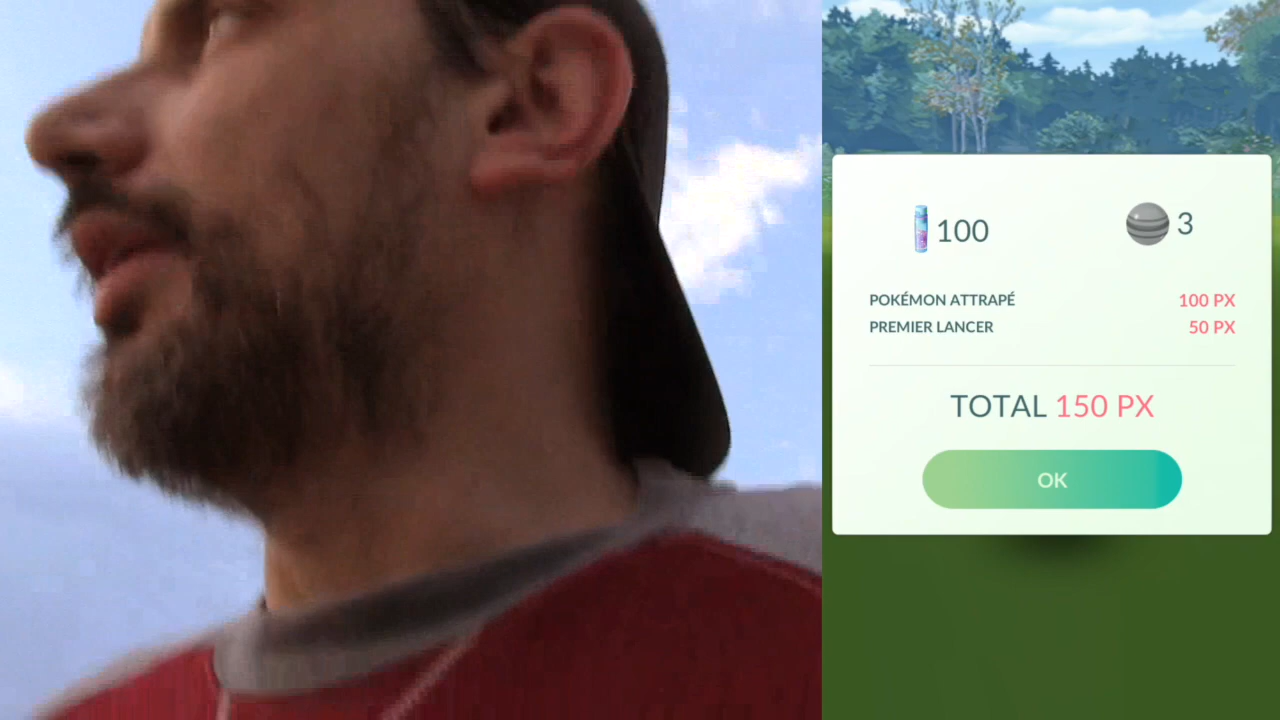 100
3
POKÉMON ATTRAPÉ 100 PX
PREMIER LANCER 50 PX
TOTAL 150 PX
OK